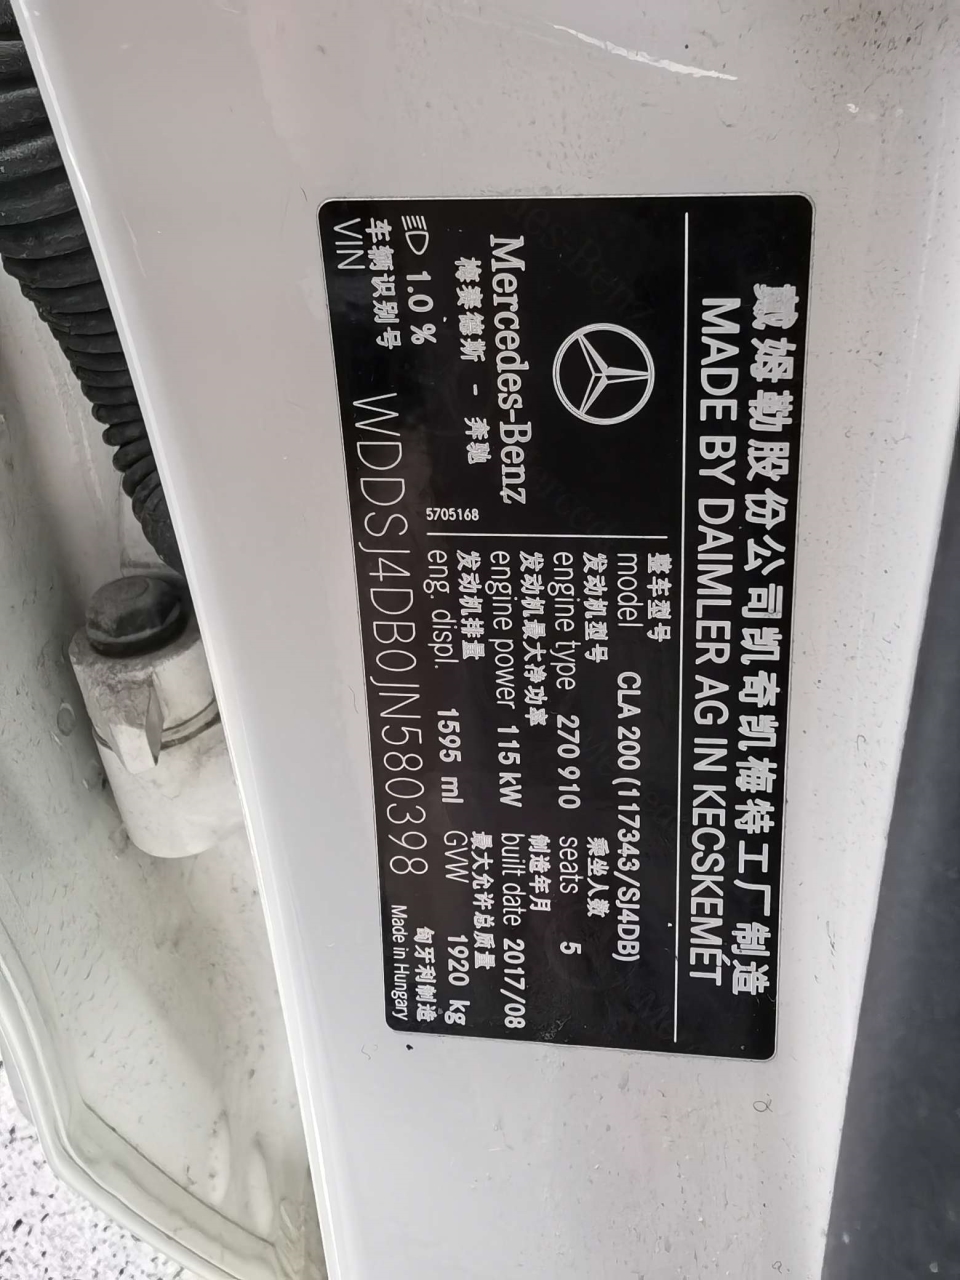 戴姆勒股份公司凯奇凯梅特工厂制造
MADE BY DAIMLER AG IN KECSKEMÉT
Mercedes-Benz
梅赛德斯 - 奔驰
5705168
整车型号
model CLA 200 (117343/SJ4DB)
发动机型号 乘坐人数
engine type 270 910 seats 5
发动机最大净功率 制造年月
engine power 115 kW built date 2017/08
发动机排量 最大允许总质量
eng. displ. 1595 ml GW 1920 kg
1.0 %
车辆识别号
VIN WDDSJ4DB0JN580398
匈牙利制造
Made in Hungary